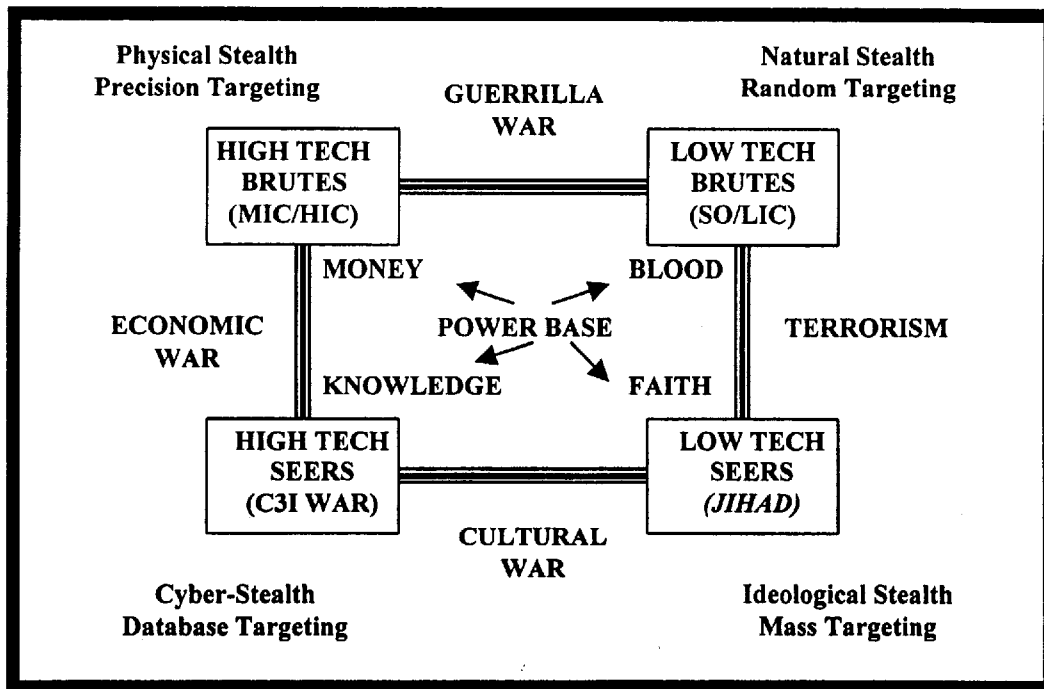 Physical Stealth
Precision Targeting
Natural Stealth
Random Targeting
GUERRILLA
WAR
HIGH TECH
BRUTES
(MIC/HIC)
LOW TECH
BRUTES
(SO/LIC)
MONEY
BLOOD
ECONOMIC
WAR
POWER BASE
TERRORISM
KNOWLEDGE
FAITH
HIGH TECH
SEERS
(C3I WAR)
LOW TECH
SEERS
(JIHAD)
CULTURAL
WAR
Cyber-Stealth
Database Targeting
Ideological Stealth
Mass Targeting